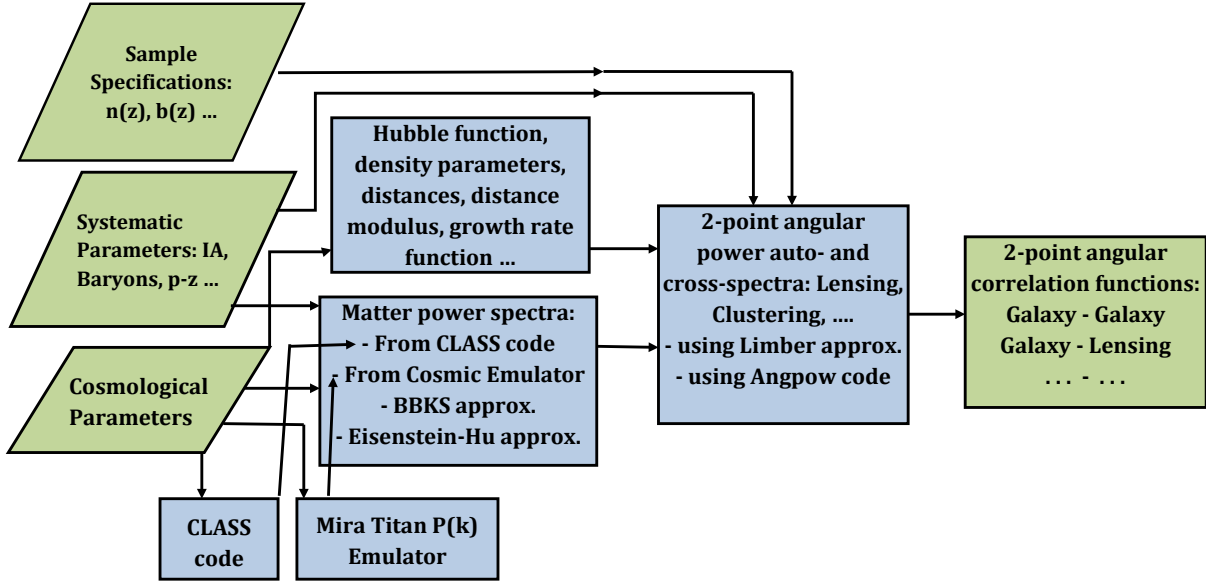 Sample
Specifications:
n(z), b(z) ...
Systematic
Parameters: IA,
Baryons, p-z ...
Cosmological
Parameters
Hubble function,
density parameters,
distances, distance
modulus, growth rate
function ...
Matter power spectra:
- From CLASS code
- From Cosmic Emulator
- BBKS approx.
- Eisenstein-Hu approx.
CLASS
code
Mira Titan P(k)
Emulator
2-point angular
power auto- and
cross-spectra: Lensing,
Clustering, ....
- using Limber approx.
- using Angpow code
2-point angular
correlation functions:
Galaxy - Galaxy
Galaxy - Lensing
... - ...